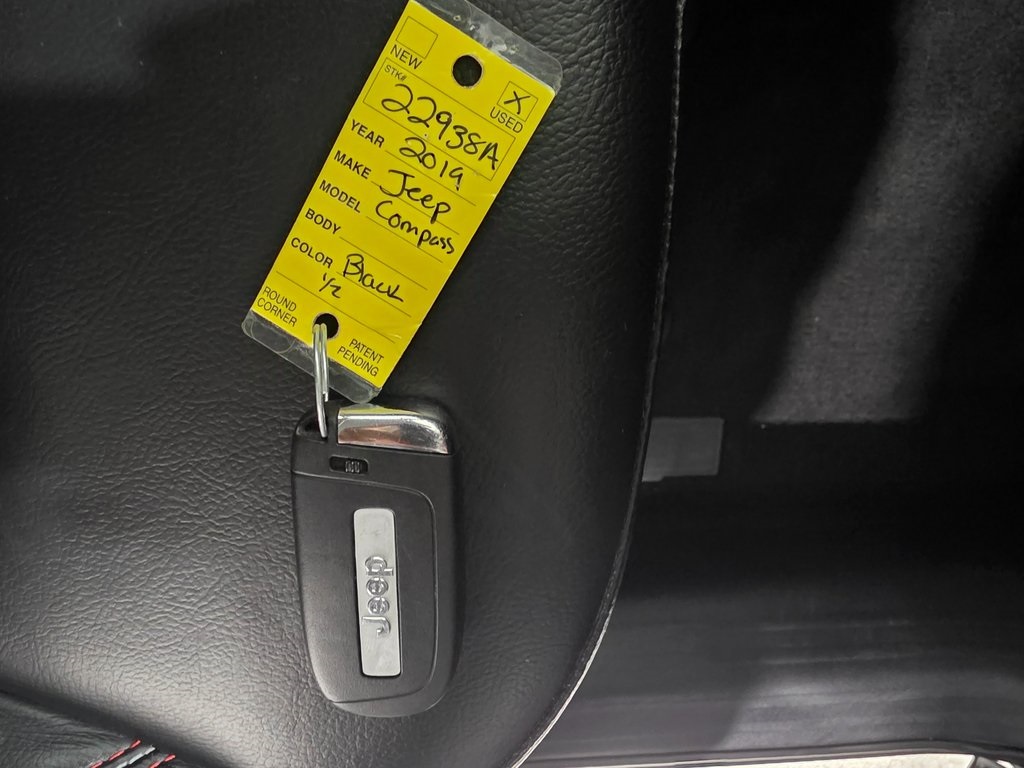 NEW
X
USED
STK# 22938A
YEAR 2019
MAKE Jeep
MODEL Compass
BODY
COLOR Black
1/2
ROUND CORNER
PATENT PENDING
Jeep